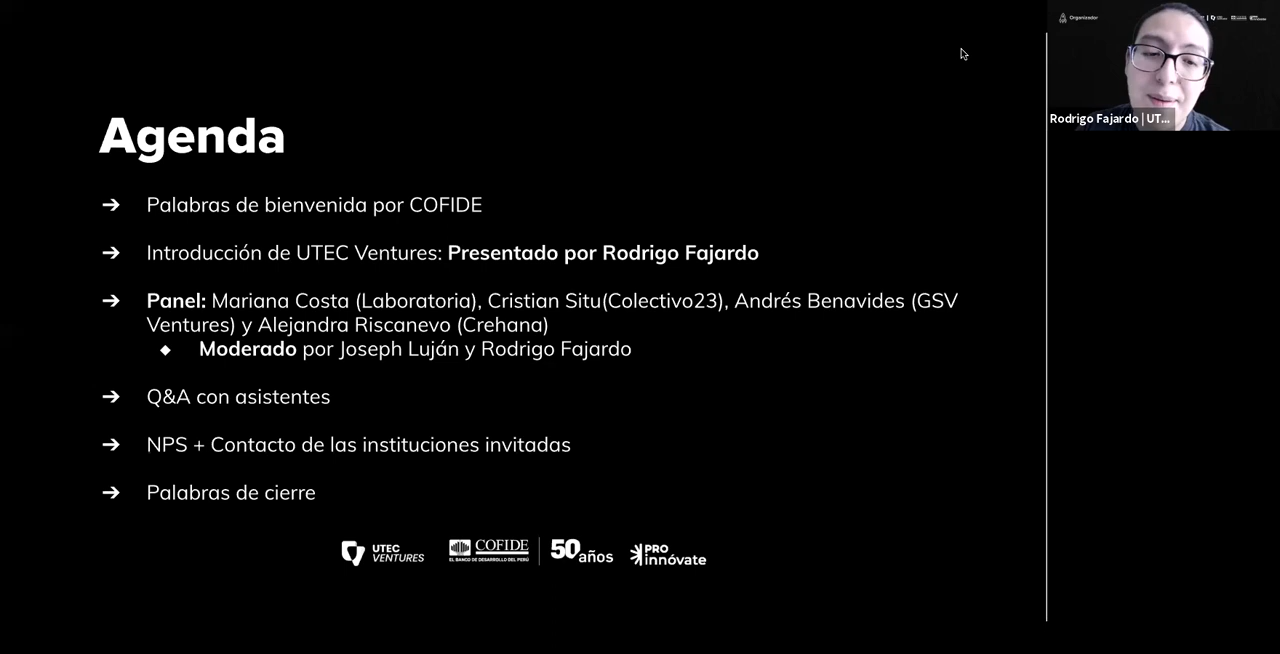 Agenda
➔ Palabras de bienvenida por COFIDE
➔ Introducción de UTEC Ventures: Presentado por Rodrigo Fajardo
➔ Panel: Mariana Costa (Laboratoria), Cristian Situ(Colectivo23), Andrés Benavides (GSV
Ventures) y Alejandra Riscanevo (Crehana)
◆ Moderado por Joseph Luján y Rodrigo Fajardo
➔ Q&A con asistentes
➔ NPS + Contacto de las instituciones invitadas
➔ Palabras de cierre
UTEC
VENTURES
COFIDE
EL BANCO DE DESARROLLO DEL PERÚ
50 años
PRO
innóvate
Organizador
Rodrigo Fajardo | UT...